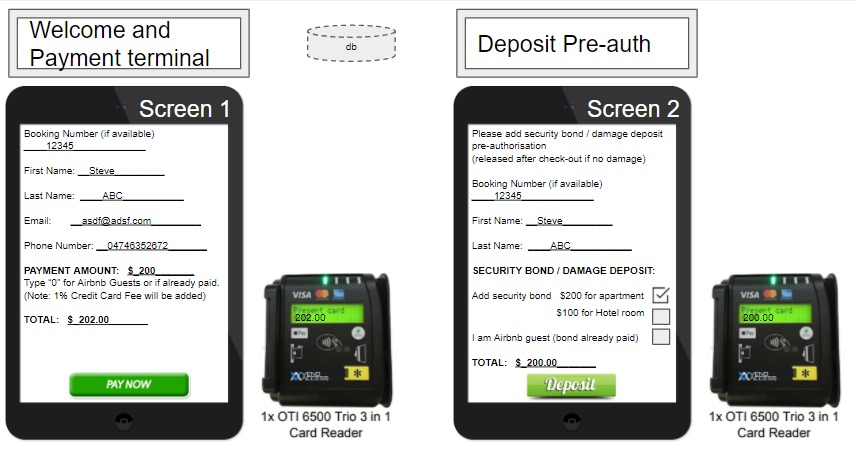 Welcome and
Payment terminal
db
Deposit Pre-auth
Screen 1
Booking Number (if available)
12345
First Name: Steve
Last Name: ABC
Email: asdf@adsf.com
Phone Number: 04746352672
PAYMENT AMOUNT: $ 200
Type "0" for Airbnb Guests or if already paid.
(Note: 1% Credit Card Fee will be added)
TOTAL: $ 202.00
PAY NOW
VISA
Present card
202.00
Pay
1x OTI 6500 Trio 3 in 1
Card Reader
Screen 2
Please add security bond / damage deposit
pre-authorisation
(released after check-out if no damage)
Booking Number (if available)
12345
First Name: Steve
Last Name: ABC
SECURITY BOND / DAMAGE DEPOSIT:
Add security bond $200 for apartment
$100 for Hotel room
I am Airbnb guest (bond already paid)
TOTAL: $ 200.00
Deposit
VISA
Present card
200.00
Pay
1x OTI 6500 Trio 3 in 1
Card Reader